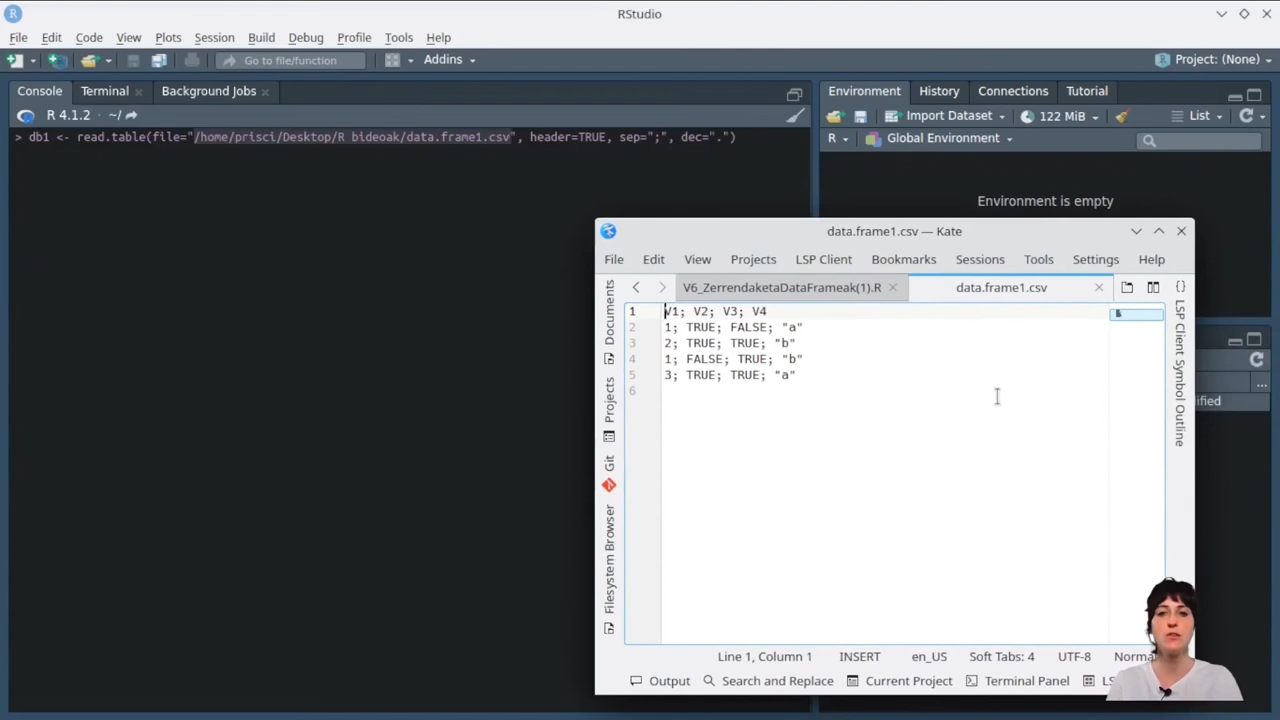 RStudio
File Edit Code View Plots Session Build Debug Profile Tools Help
Go to file/function
Addins
Project: (None)
Console Terminal Background Jobs
R 4.1.2 · ~/
> db1 <- read.table(file="/home/prisci/Desktop/R bideoak/data.frame1.csv", header=TRUE, sep=";", dec=".")
Environment History Connections Tutorial
Import Dataset
122 MiB
List
R
Global Environment
Environment is empty
...
data.frame1.csv — Kate
File Edit View Projects LSP Client Bookmarks Sessions Tools Settings Help
V6_ZerrendaketaDataFrameak(1).R
data.frame1.csv
Documents
Projects
Git
Filesystem Browser
1 V1; V2; V3; V4
2 1; TRUE; FALSE; "a"
3 2; TRUE; TRUE; "b"
4 1; FALSE; TRUE; "b"
5 3; TRUE; TRUE; "a"
6
{}
LSP Client Symbol Outline
Line 1, Column 1 INSERT en_US Soft Tabs: 4 UTF-8
Output Search and Replace Current Project Terminal Panel